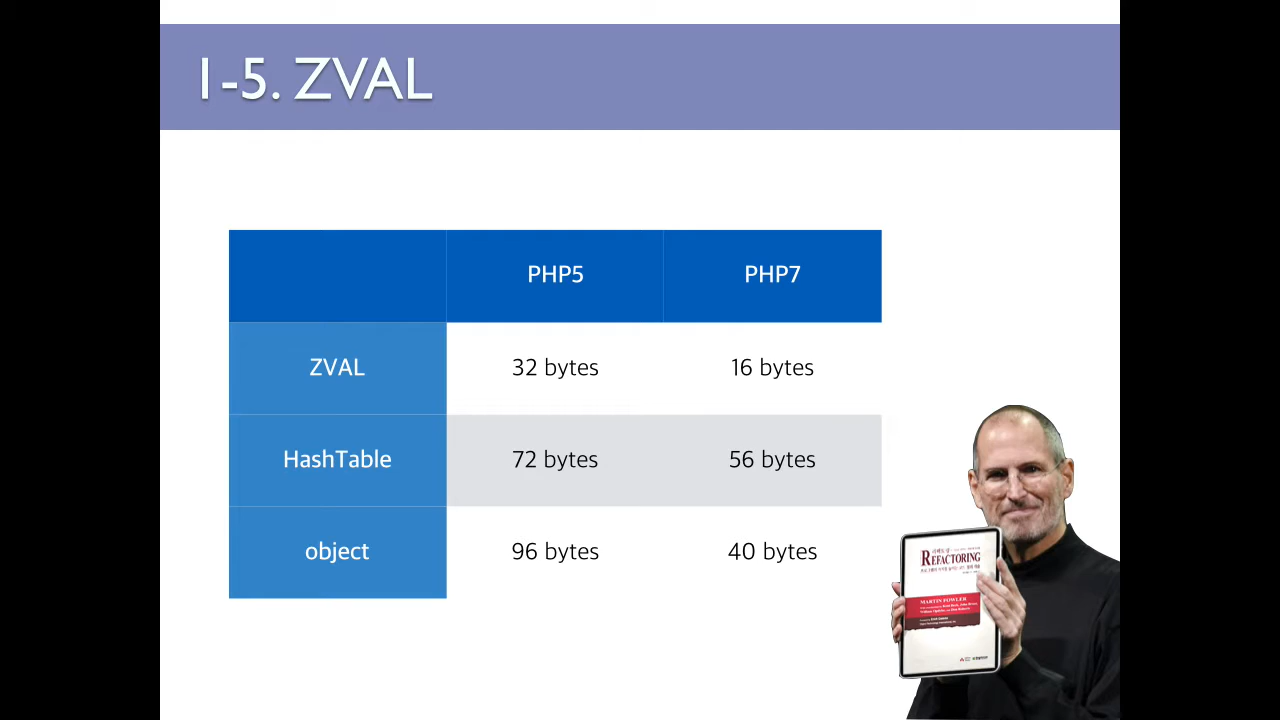 1-5. ZVAL
PHP5 PHP7
ZVAL 32 bytes 16 bytes
HashTable 72 bytes 56 bytes
object 96 bytes 40 bytes
REFACTORING
MARTIN FOWLER